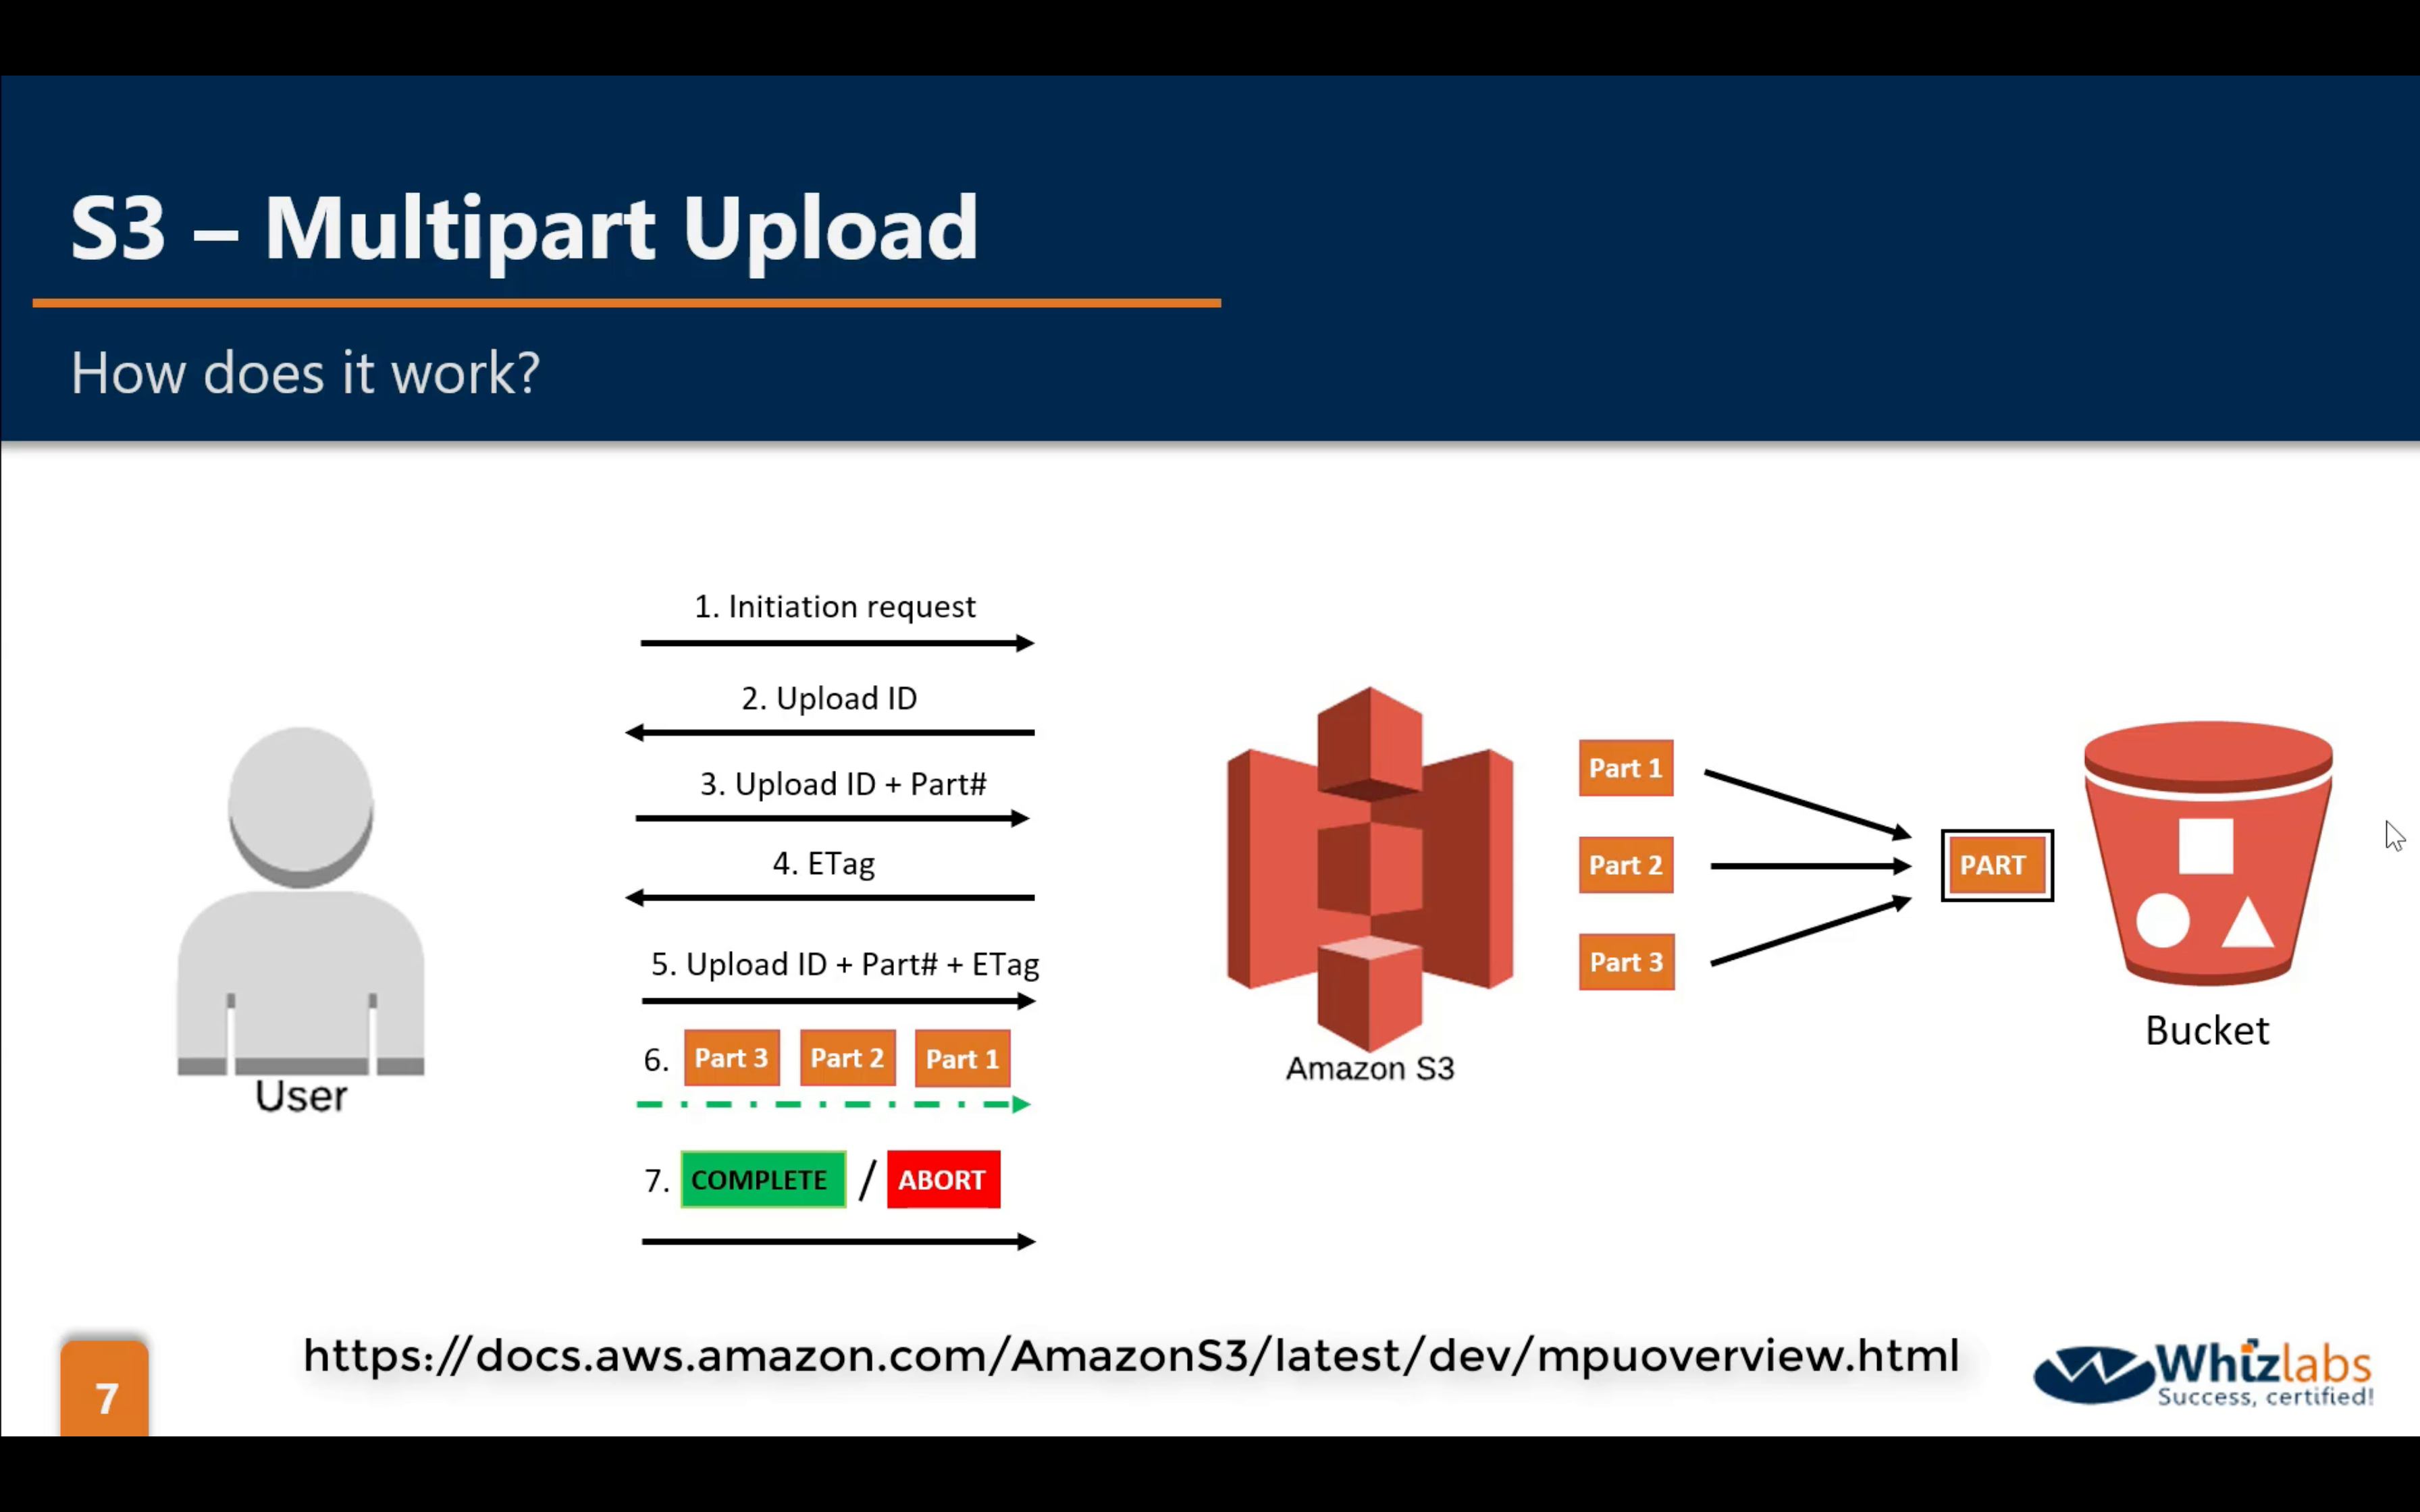 S3 – Multipart Upload
How does it work?
1. Initiation request
2. Upload ID
3. Upload ID + Part#
4. ETag
5. Upload ID + Part# + ETag
6. Part 3 Part 2 Part 1
7. COMPLETE / ABORT
User
Amazon S3
Part 1
Part 2
Part 3
PART
Bucket
7
https://docs.aws.amazon.com/AmazonS3/latest/dev/mpuoverview.html
Whizlabs
Success, certified!